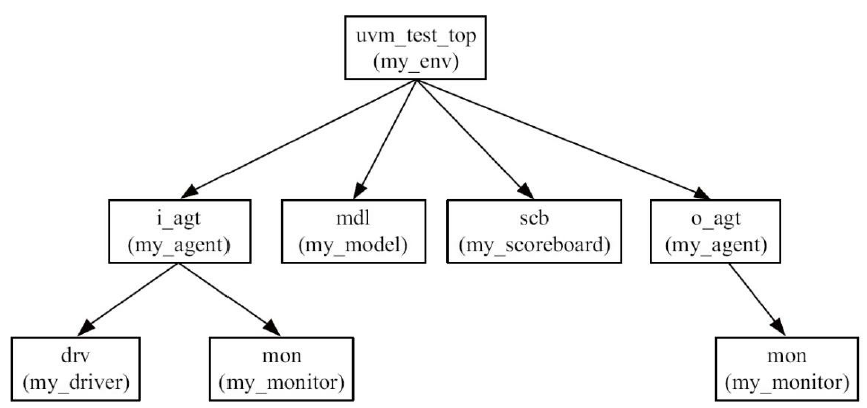 uvm_test_top
(my_env)
i_agt
(my_agent)
mdl
(my_model)
scb
(my_scoreboard)
o_agt
(my_agent)
drv
(my_driver)
mon
(my_monitor)
mon
(my_monitor)